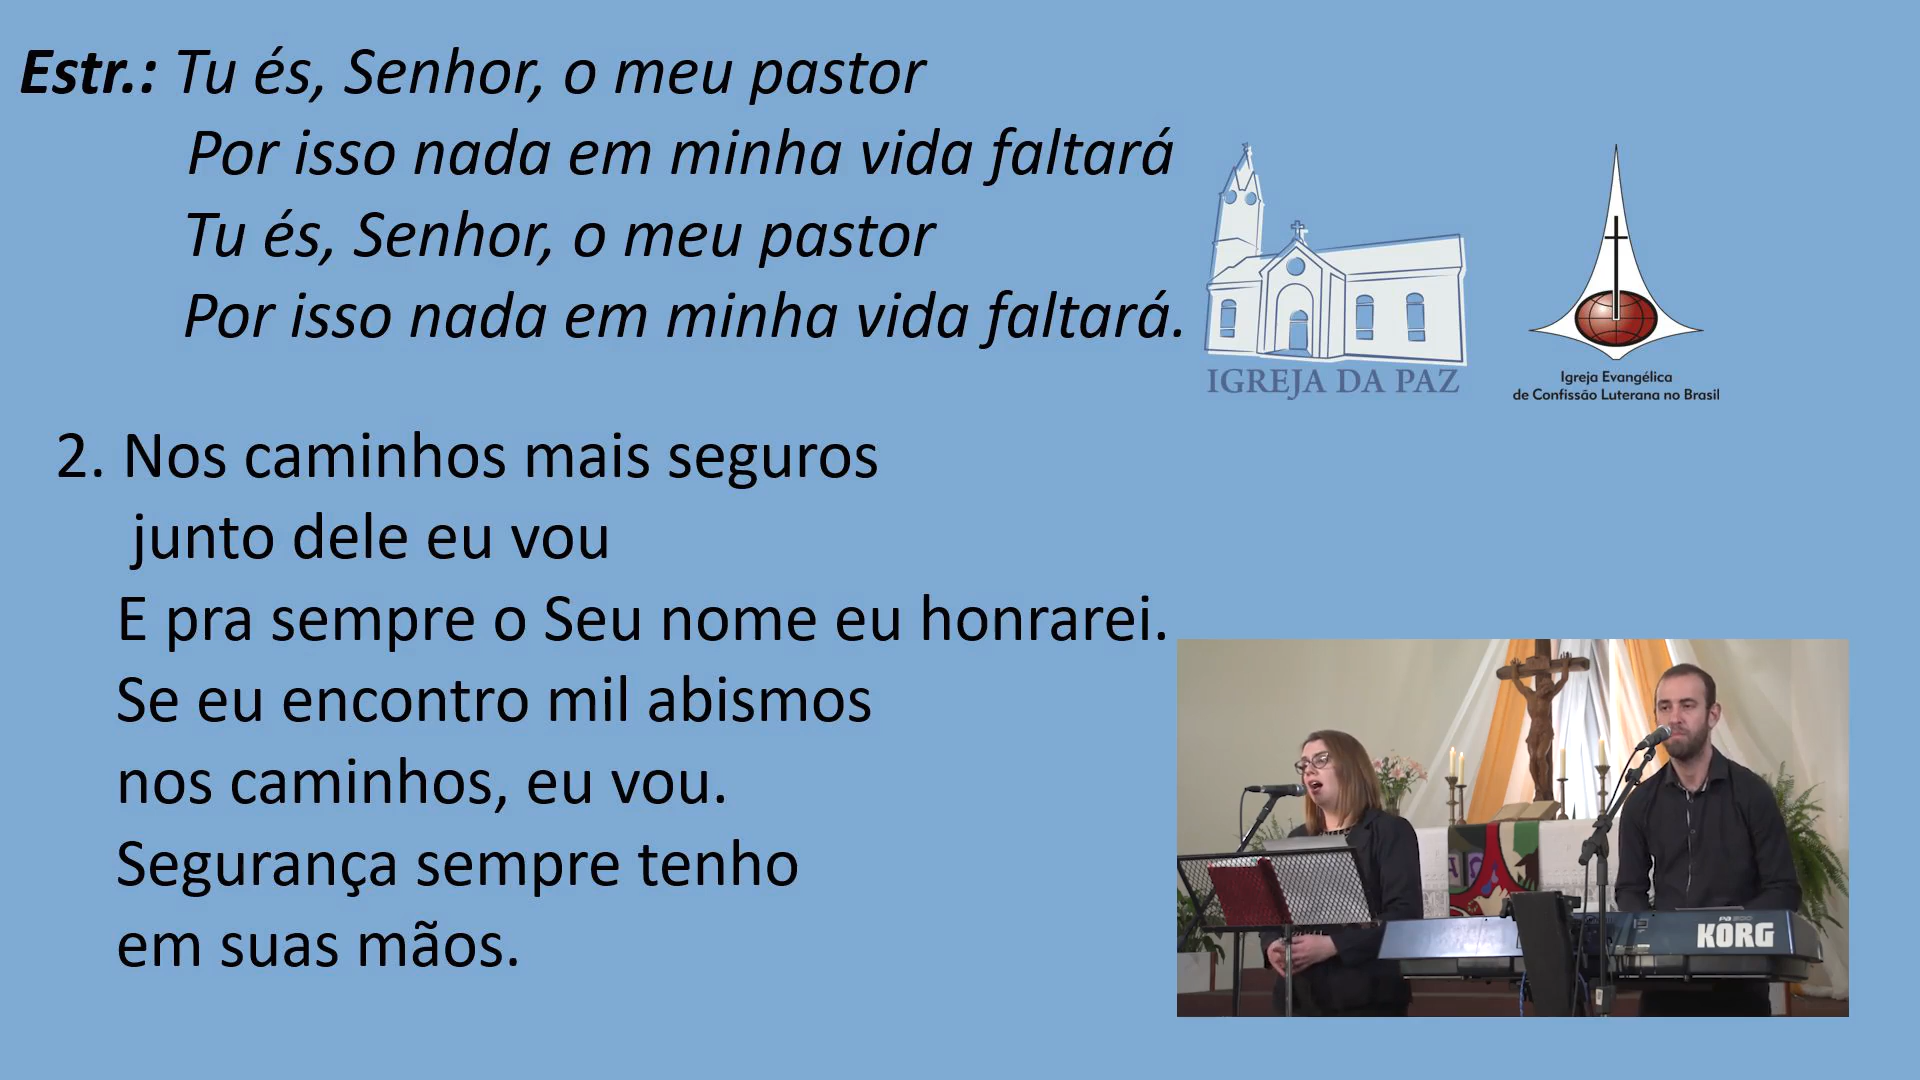 Estr.: Tu és, Senhor, o meu pastor
Por isso nada em minha vida faltará
Tu és, Senhor, o meu pastor
Por isso nada em minha vida faltará.
IGREJA DA PAZ
Igreja Evangélica
de Confissão Luterana no Brasil
2. Nos caminhos mais seguros
junto dele eu vou
E pra sempre o Seu nome eu honrarei.
Se eu encontro mil abismos
nos caminhos, eu vou.
Segurança sempre tenho
em suas mãos.
KORG